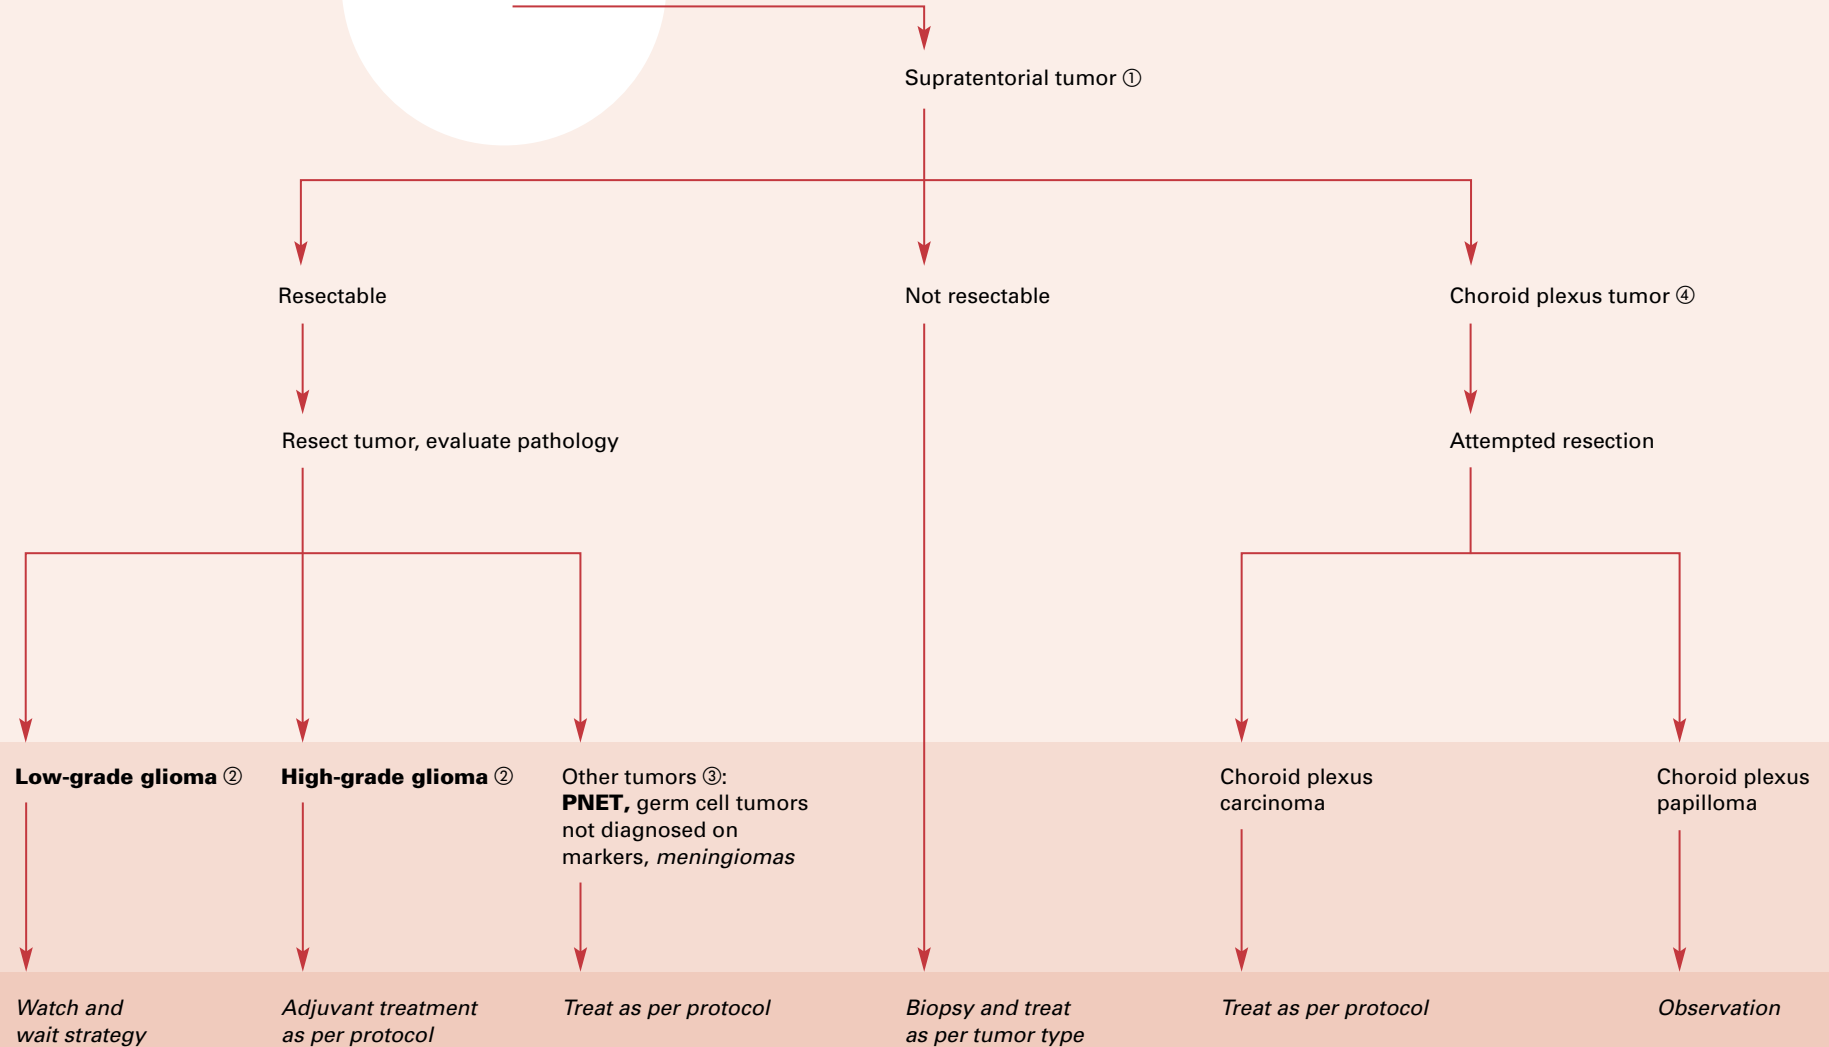 Supratentorial tumor ①
Resectable
Not resectable
Choroid plexus tumor ④
Resect tumor, evaluate pathology
Attempted resection
Low-grade glioma ②
High-grade glioma ②
Other tumors ③:
PNET, germ cell tumors
not diagnosed on
markers, meningiomas
Choroid plexus
carcinoma
Choroid plexus
papilloma
Watch and
wait strategy
Adjuvant treatment
as per protocol
Treat as per protocol
Biopsy and treat
as per tumor type
Treat as per protocol
Observation